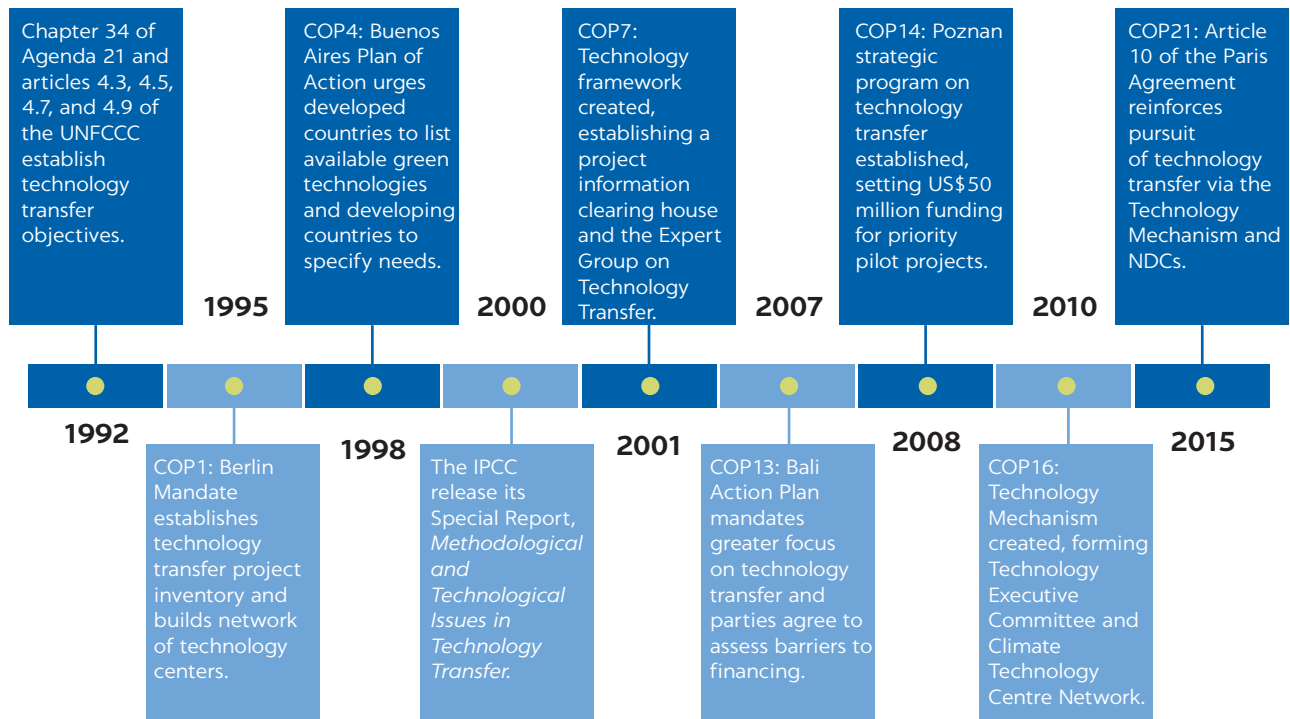 Chapter 34 of
Agenda 21 and
articles 4.3, 4.5,
4.7, and 4.9 of
the UNFCCC
establish
technology
transfer
objectives.
1992
1995
COP1: Berlin
Mandate
establishes
technology
transfer project
inventory and
builds network
of technology
centers.
COP4: Buenos
Aires Plan of
Action urges
developed
countries to list
available green
technologies
and developing
countries to
specify needs.
1998
2000
The IPCC
release its
Special Report,
Methodological
and
Technological
Issues in
Technology
Transfer.
COP7:
Technology
framework
created,
establishing a
project
information
clearing house
and the Expert
Group on
Technology
Transfer.
2001
2007
COP13: Bali
Action Plan
mandates
greater focus
on technology
transfer and
parties agree to
assess barriers to
financing.
COP14: Poznan
strategic
program on
technology
transfer
established,
setting US$50
million funding
for priority
pilot projects.
2008
2010
COP16:
Technology
Mechanism
created, forming
Technology
Executive
Committee and
Climate
Technology
Centre Network.
COP21: Article
10 of the Paris
Agreement
reinforces
pursuit
of technology
transfer via the
Technology
Mechanism and
NDCs.
2015